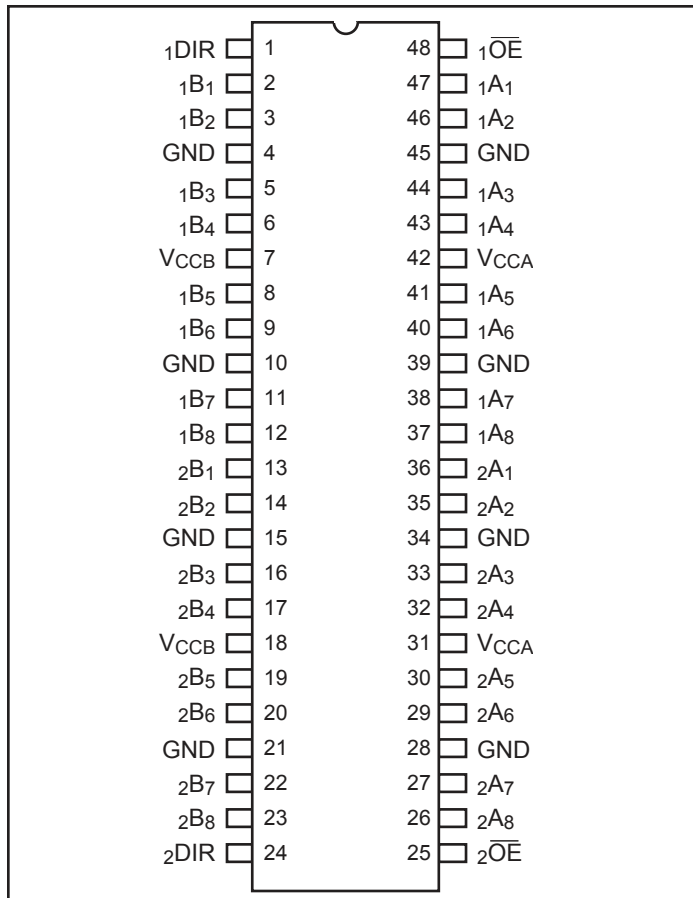 1DIR 1 48 1O̅E̅
1B1 2 47 1A1
1B2 3 46 1A2
GND 4 45 GND
1B3 5 44 1A3
1B4 6 43 1A4
VCCB 7 42 VCCA
1B5 8 41 1A5
1B6 9 40 1A6
GND 10 39 GND
1B7 11 38 1A7
1B8 12 37 1A8
2B1 13 36 2A1
2B2 14 35 2A2
GND 15 34 GND
2B3 16 33 2A3
2B4 17 32 2A4
VCCB 18 31 VCCA
2B5 19 30 2A5
2B6 20 29 2A6
GND 21 28 GND
2B7 22 27 2A7
2B8 23 26 2A8
2DIR 24 25 2O̅E̅